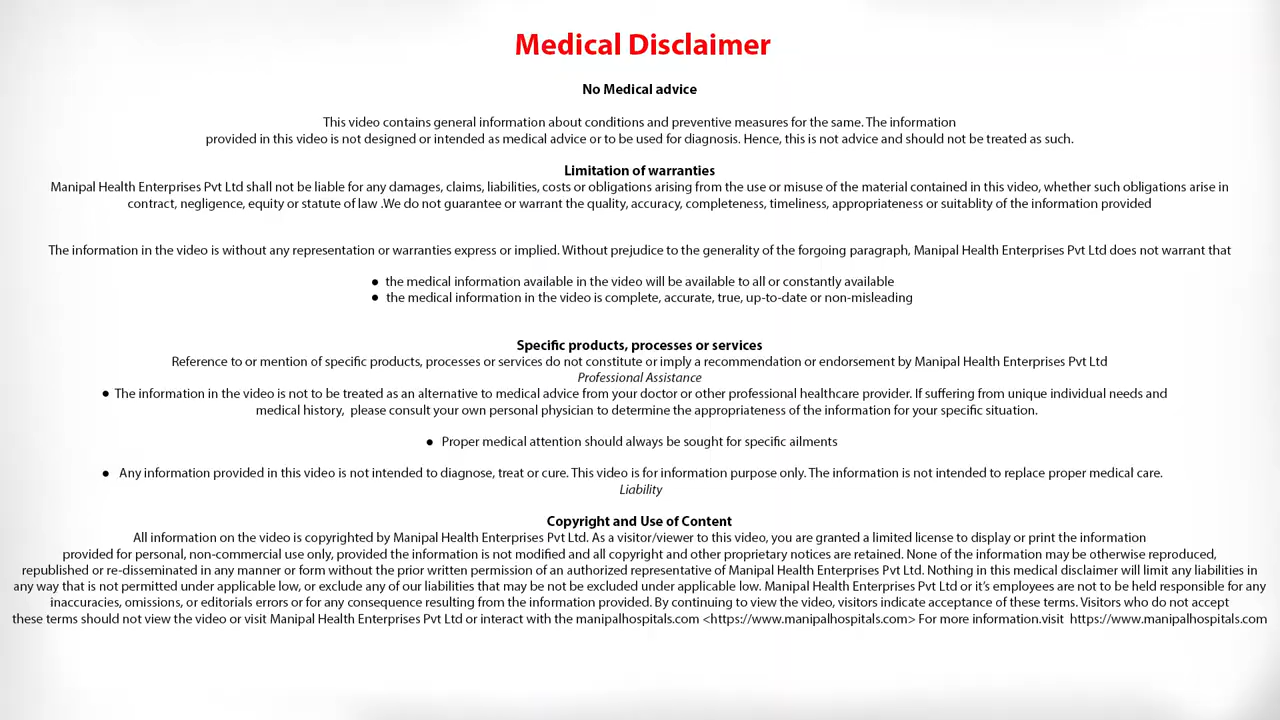 Medical Disclaimer
No Medical advice
This video contains general information about conditions and preventive measures for the same. The information
provided in this video is not designed or intended as medical advice or to be used for diagnosis. Hence, this is not advice and should not be treated as such.
Limitation of warranties
Manipal Health Enterprises Pvt Ltd shall not be liable for any damages, claims, liabilities, costs or obligations arising from the use or misuse of the material contained in this video, whether such obligations arise in
contract, negligence, equity or statute of law .We do not guarantee or warrant the quality, accuracy, completeness, timeliness, appropriateness or suitablity of the information provided
The information in the video is without any representation or warranties express or implied. Without prejudice to the generality of the forgoing paragraph, Manipal Health Enterprises Pvt Ltd does not warrant that
● the medical information available in the video will be available to all or constantly available
● the medical information in the video is complete, accurate, true, up-to-date or non-misleading
Specific products, processes or services
Reference to or mention of specific products, processes or services do not constitute or imply a recommendation or endorsement by Manipal Health Enterprises Pvt Ltd
Professional Assistance
● The information in the video is not to be treated as an alternative to medical advice from your doctor or other professional healthcare provider. If suffering from unique individual needs and
medical history, please consult your own personal physician to determine the appropriateness of the information for your specific situation.
● Proper medical attention should always be sought for specific ailments
● Any information provided in this video is not intended to diagnose, treat or cure. This video is for information purpose only. The information is not intended to replace proper medical care.
Liability
Copyright and Use of Content
All information on the video is copyrighted by Manipal Health Enterprises Pvt Ltd. As a visitor/viewer to this video, you are granted a limited license to display or print the information
provided for personal, non-commercial use only, provided the information is not modified and all copyright and other proprietary notices are retained. None of the information may be otherwise reproduced,
republished or re-disseminated in any manner or form without the prior written permission of an authorized representative of Manipal Health Enterprises Pvt Ltd. Nothing in this medical disclaimer will limit any liabilities in
any way that is not permitted under applicable low, or exclude any of our liabilities that may be not be excluded under applicable low. Manipal Health Enterprises Pvt Ltd or it's employees are not to be held responsible for any
inaccuracies, omissions, or editorials errors or for any consequence resulting from the information provided. By continuing to view the video, visitors indicate acceptance of these terms. Visitors who do not accept
these terms should not view the video or visit Manipal Health Enterprises Pvt Ltd or interact with the manipalhospitals.com <https://www.manipalhospitals.com> For more information.visit https://www.manipalhospitals.com